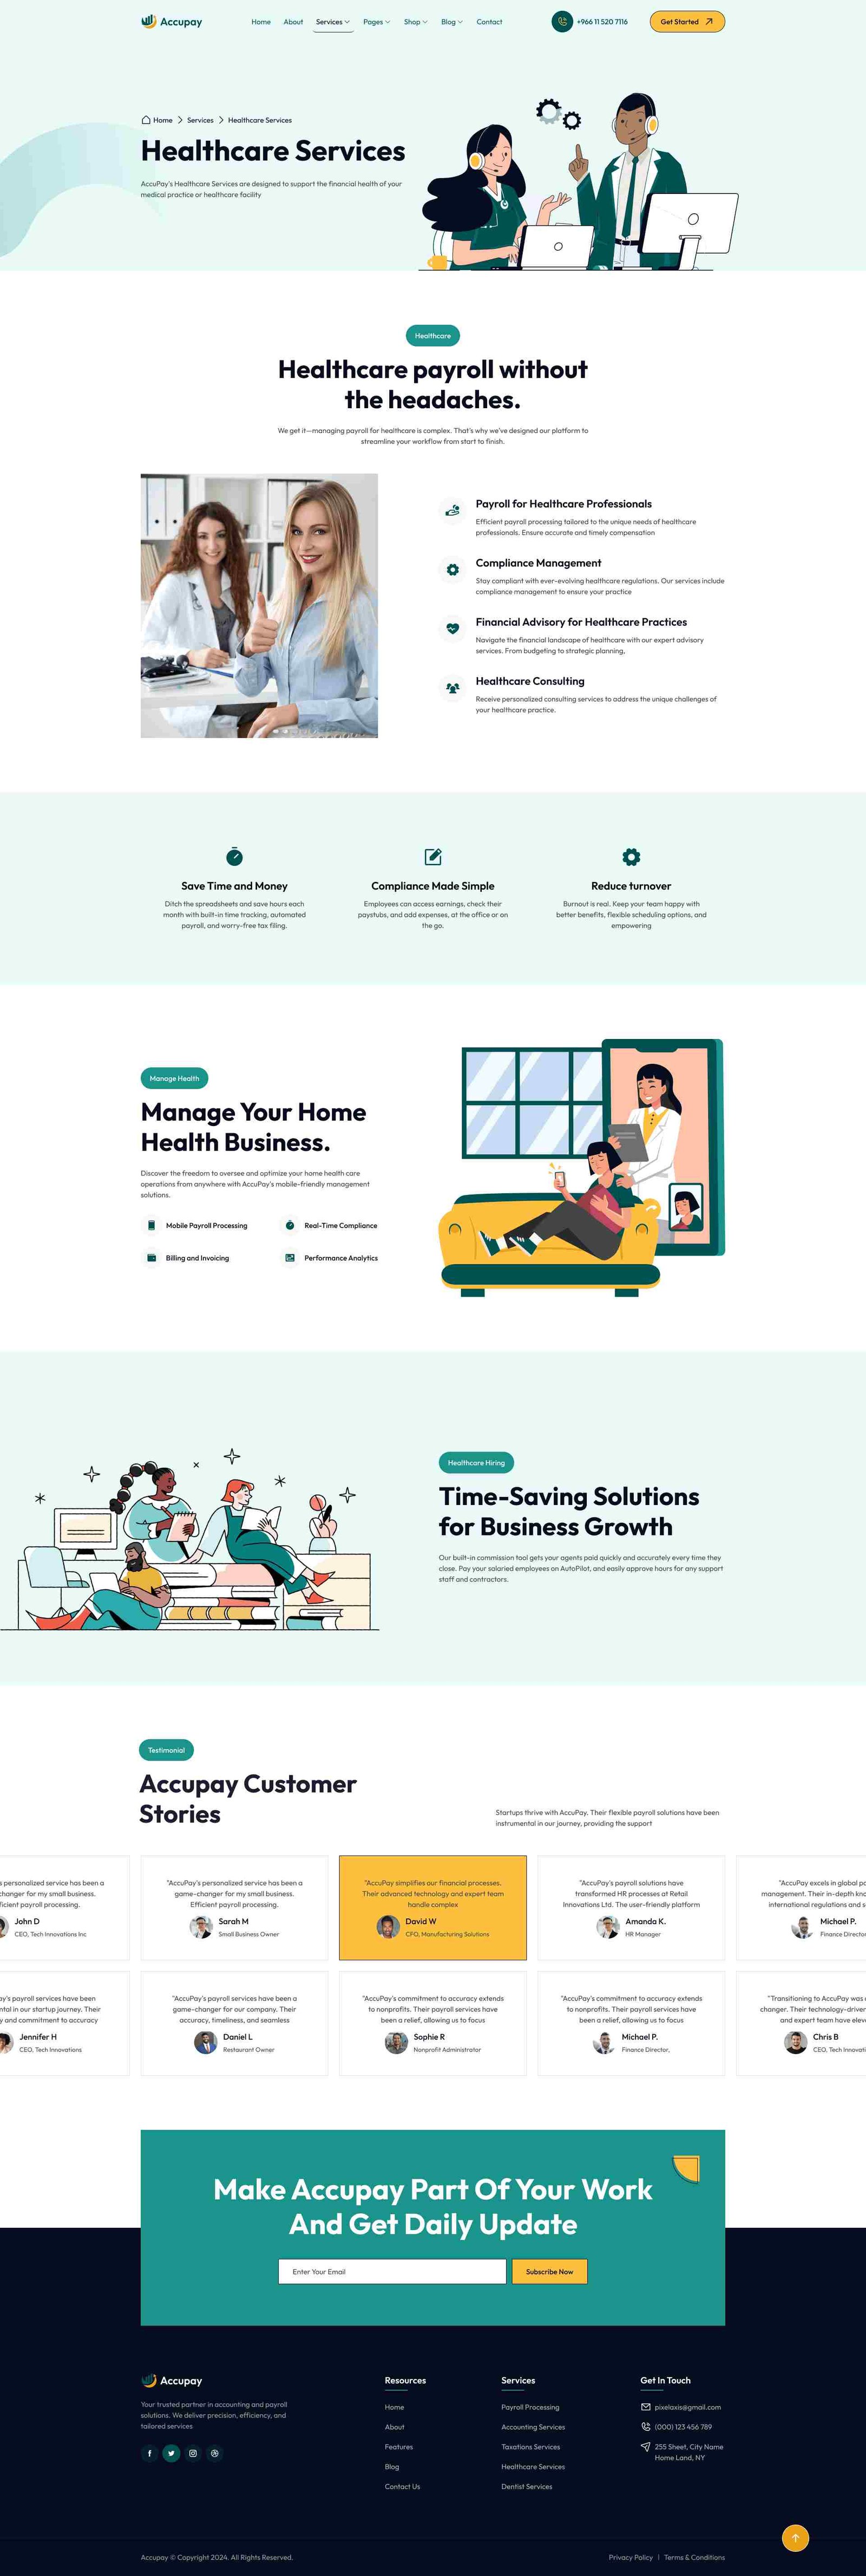 Accupay
Home
About
Services
Pages
Shop
Blog
Contact
+966 11 520 7116
Get Started
Home
Services
Healthcare Services
Healthcare Services
AccuPay's Healthcare Services are designed to support the financial health of your
medical practice or healthcare facility
Healthcare
Healthcare payroll without
the headaches.
We get it—managing payroll for healthcare is complex. That's why we've designed our platform to
streamline your workflow from start to finish.
Payroll for Healthcare Professionals
Efficient payroll processing tailored to the unique needs of healthcare
professionals. Ensure accurate and timely compensation
Compliance Management
Stay compliant with ever-evolving healthcare regulations. Our services include
compliance management to ensure your practice
Financial Advisory for Healthcare Practices
Navigate the financial landscape of healthcare with our expert advisory
services. From budgeting to strategic planning,
Healthcare Consulting
Receive personalized consulting services to address the unique challenges of
your healthcare practice.
Save Time and Money
Ditch the spreadsheets and save hours each
month with built-in time tracking, automated
payroll, and worry-free tax filing.
Compliance Made Simple
Employees can access earnings, check their
paystubs, and add expenses, at the office or on
the go.
Reduce turnover
Burnout is real. Keep your team happy with
better benefits, flexible scheduling options, and
empowering
Manage Health
Manage Your Home
Health Business.
Discover the freedom to oversee and optimize your home health care
operations from anywhere with AccuPay's mobile-friendly management
solutions.
Mobile Payroll Processing
Real-Time Compliance
Billing and Invoicing
Performance Analytics
Healthcare Hiring
Time-Saving Solutions
for Business Growth
Our built-in commission tool gets your agents paid quickly and accurately every time they
close. Pay your salaried employees on AutoPilot, and easily approve hours for any support
staff and contractors.
Testimonial
Accupay Customer
Stories
Startups thrive with AccuPay. Their flexible payroll solutions have been
instrumental in our journey, providing the support
s personalized service has been a
changer for my small business.
ficient payroll processing.
John D
CEO, Tech Innovations Inc
"AccuPay's personalized service has been a
game-changer for my small business.
Efficient payroll processing.
Sarah M
Small Business Owner
"AccuPay simplifies our financial processes.
Their advanced technology and expert team
handle complex
David W
CFO, Manufacturing Solutions
"AccuPay's payroll solutions have
transformed HR processes at Retail
Innovations Ltd. The user-friendly platform
Amanda K.
HR Manager
"AccuPay excels in global pa
management. Their in-depth kno
international regulations and s
Michael P.
Finance Director
ay's payroll services have been
ntal in our startup journey. Their
y and commitment to accuracy
Jennifer H
CEO, Tech Innovations
"AccuPay's payroll services have been a
game-changer for our company. Their
accuracy, timeliness, and seamless
Daniel L
Restaurant Owner
"AccuPay's commitment to accuracy extends
to nonprofits. Their payroll services have
been a relief, allowing us to focus
Sophie R
Nonprofit Administrator
"AccuPay's commitment to accuracy extends
to nonprofits. Their payroll services have
been a relief, allowing us to focus
Michael P.
Finance Director,
"Transitioning to AccuPay was
changer. Their technology-driver
and expert team have elev
Chris B
CEO, Tech Innovati
Make Accupay Part Of Your Work
And Get Daily Update
Enter Your Email
Subscribe Now
Accupay
Your trusted partner in accounting and payroll
solutions. We deliver precision, efficiency, and
tailored services
Resources
Home
About
Features
Blog
Contact Us
Services
Payroll Processing
Accounting Services
Taxations Services
Healthcare Services
Dentist Services
Get In Touch
pixelaxis@gmail.com
(000) 123 456 789
255 Sheet, City Name
Home Land, NY
Accupay © Copyright 2024. All Rights Reserved.
Privacy Policy | Terms & Conditions